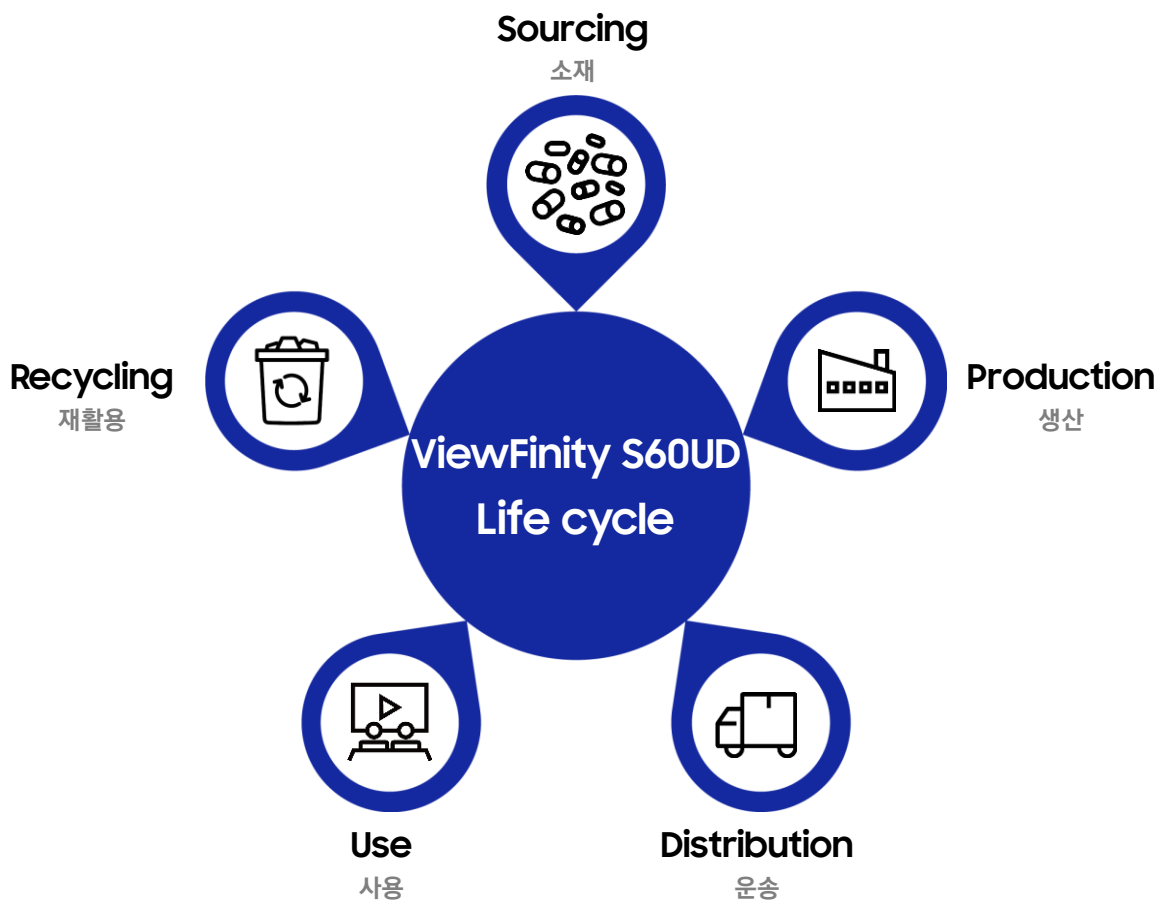 Sourcing
소재
Recycling
재활용
Production
생산
ViewFinity S60UD
Life cycle
Use
사용
Distribution
운송